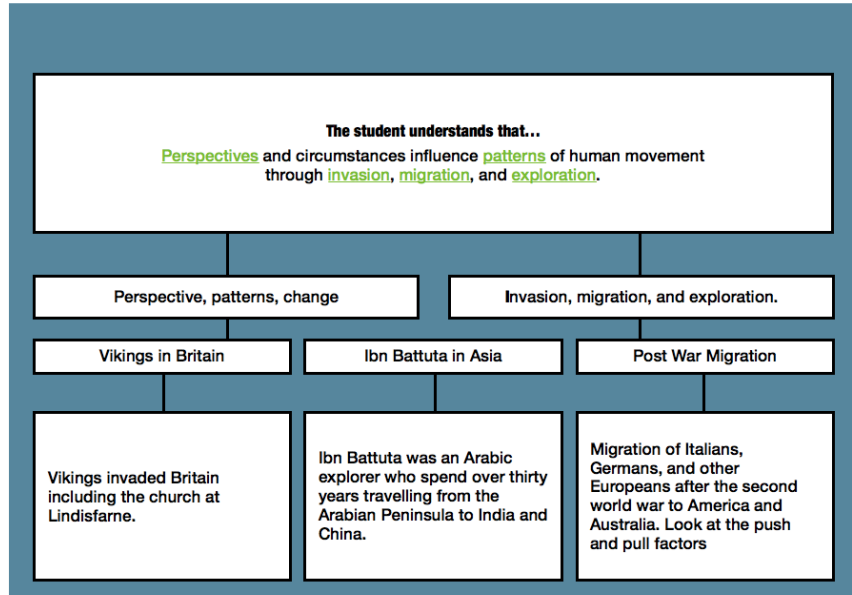 The student understands that...
Perspectives and circumstances influence patterns of human movement
through invasion, migration, and exploration.
Perspective, patterns, change
Invasion, migration, and exploration.
Vikings in Britain
Ibn Battuta in Asia
Post War Migration
Vikings invaded Britain
including the church at
Lindisfarne.
Ibn Battuta was an Arabic
explorer who spend over thirty
years travelling from the
Arabian Peninsula to India and
China.
Migration of Italians,
Germans, and other
Europeans after the second
world war to America and
Australia. Look at the push
and pull factors